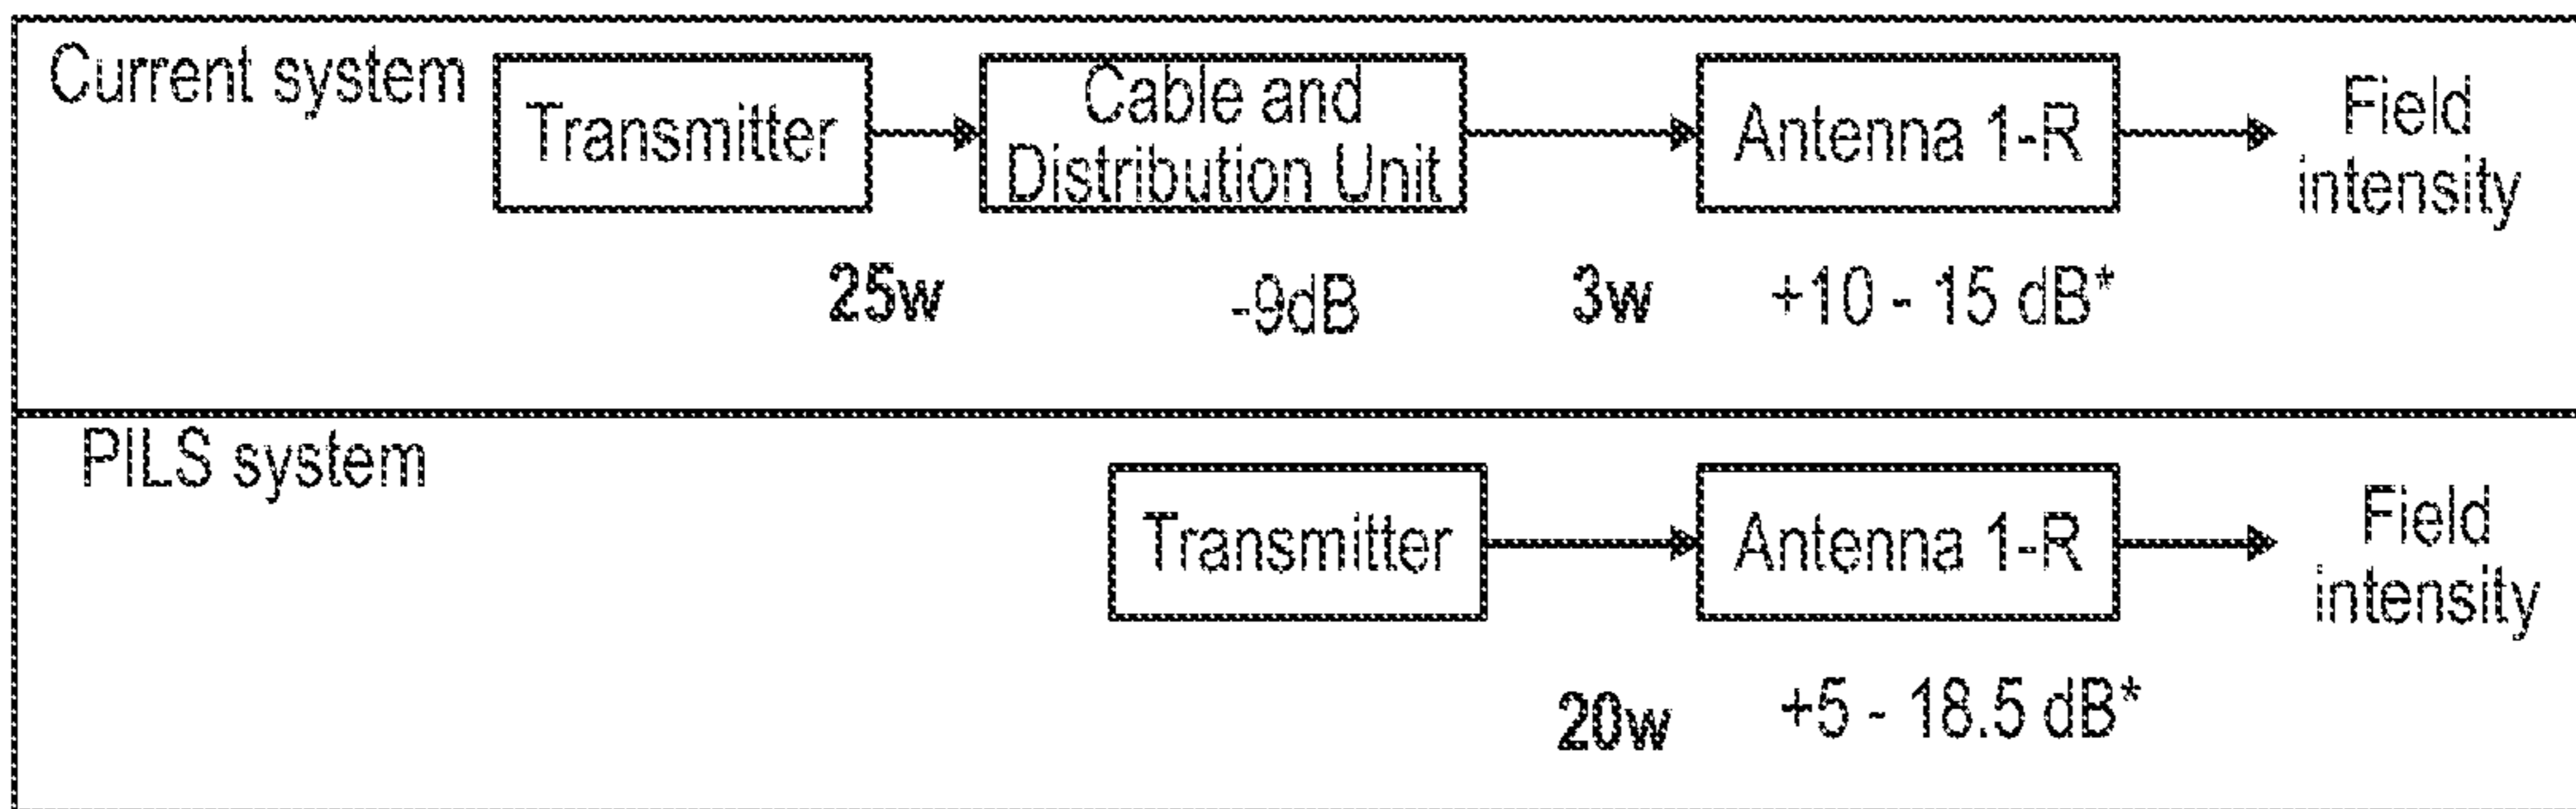 Current system
Transmitter
Cable and
Distribution Unit
Antenna 1-R
Field
intensity
25w
-9dB
3w
+10 - 15 dB*
PILS system
Transmitter
Antenna 1-R
Field
intensity
20w
+5 - 18.5 dB*